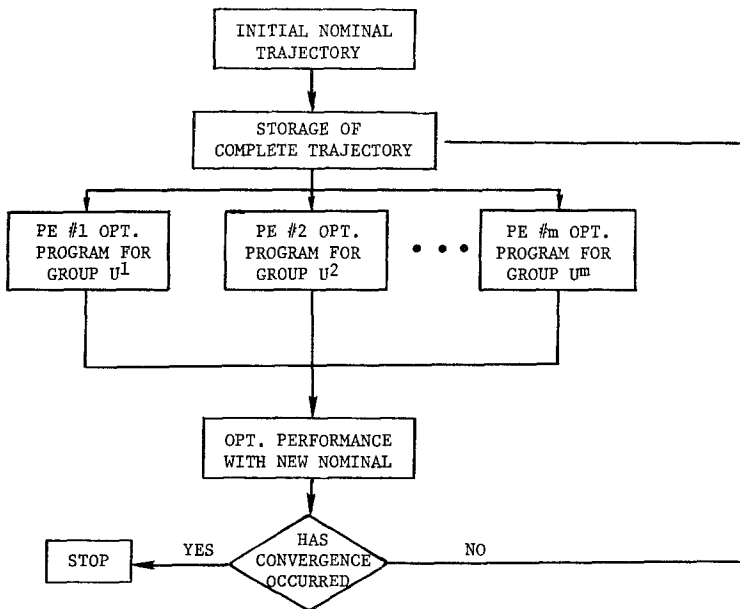 INITIAL NOMINAL
TRAJECTORY
STORAGE OF
COMPLETE TRAJECTORY
PE #1 OPT.
PROGRAM FOR
GROUP U¹
PE #2 OPT.
PROGRAM FOR
GROUP U²
• • •
PE #m OPT.
PROGRAM FOR
GROUP Uᵐ
OPT. PERFORMANCE
WITH NEW NOMINAL
HAS
CONVERGENCE
OCCURRED
YES
NO
STOP